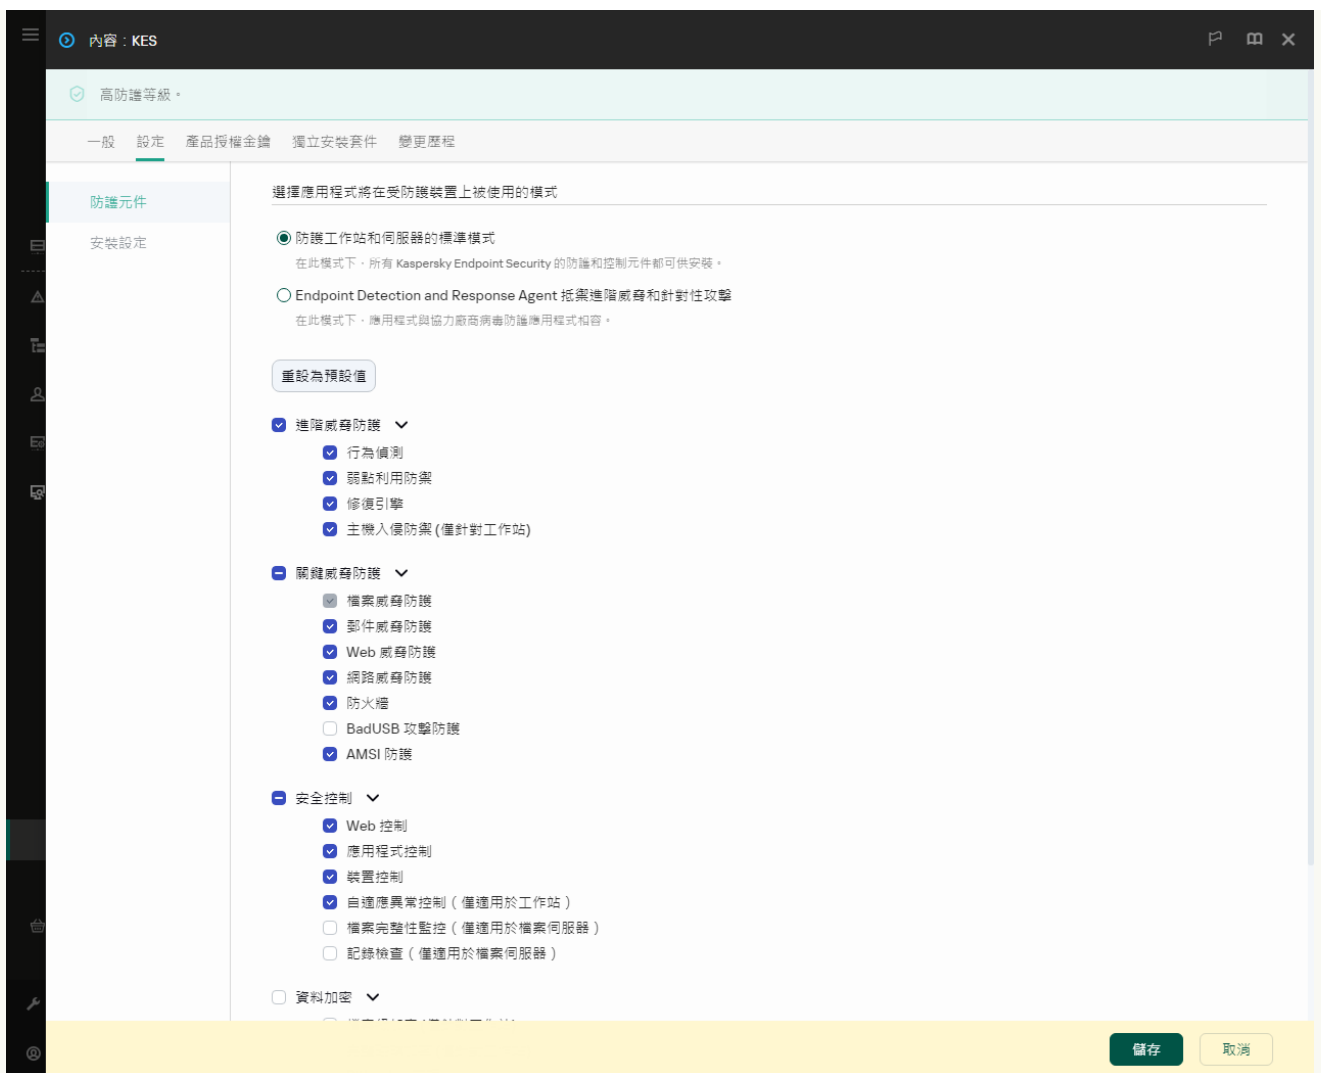 內容：KES
高防護等級。
一般 設定 產品授權金鑰 獨立安裝套件 變更歷程
防護元件
安裝設定
選擇應用程式將在受防護裝置上被使用的模式
防護工作站和伺服器的標準模式
在此模式下，所有 Kaspersky Endpoint Security 的防護和控制元件都可供安裝。
Endpoint Detection and Response Agent 抵禦進階威脅和針對性攻擊
在此模式下，應用程式與協力廠商病毒防護應用程式相容。
重設為預設值
進階威脅防護
行為偵測
弱點利用防禦
修復引擎
主機入侵防禦 (僅針對工作站)
關鍵威脅防護
檔案威脅防護
郵件威脅防護
Web 威脅防護
網路威脅防護
防火牆
BadUSB 攻擊防護
AMSI 防護
安全控制
Web 控制
應用程式控制
裝置控制
自適應異常控制（僅適用於工作站）
檔案完整性監控（僅適用於檔案伺服器）
記錄檢查（僅適用於檔案伺服器）
資料加密
儲存 取消